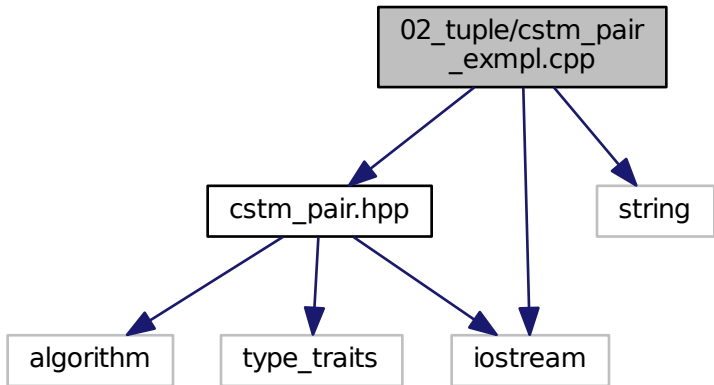 02_tuple/cstm_pair
_exmpl.cpp
cstm_pair.hpp
string
algorithm
type_traits
iostream